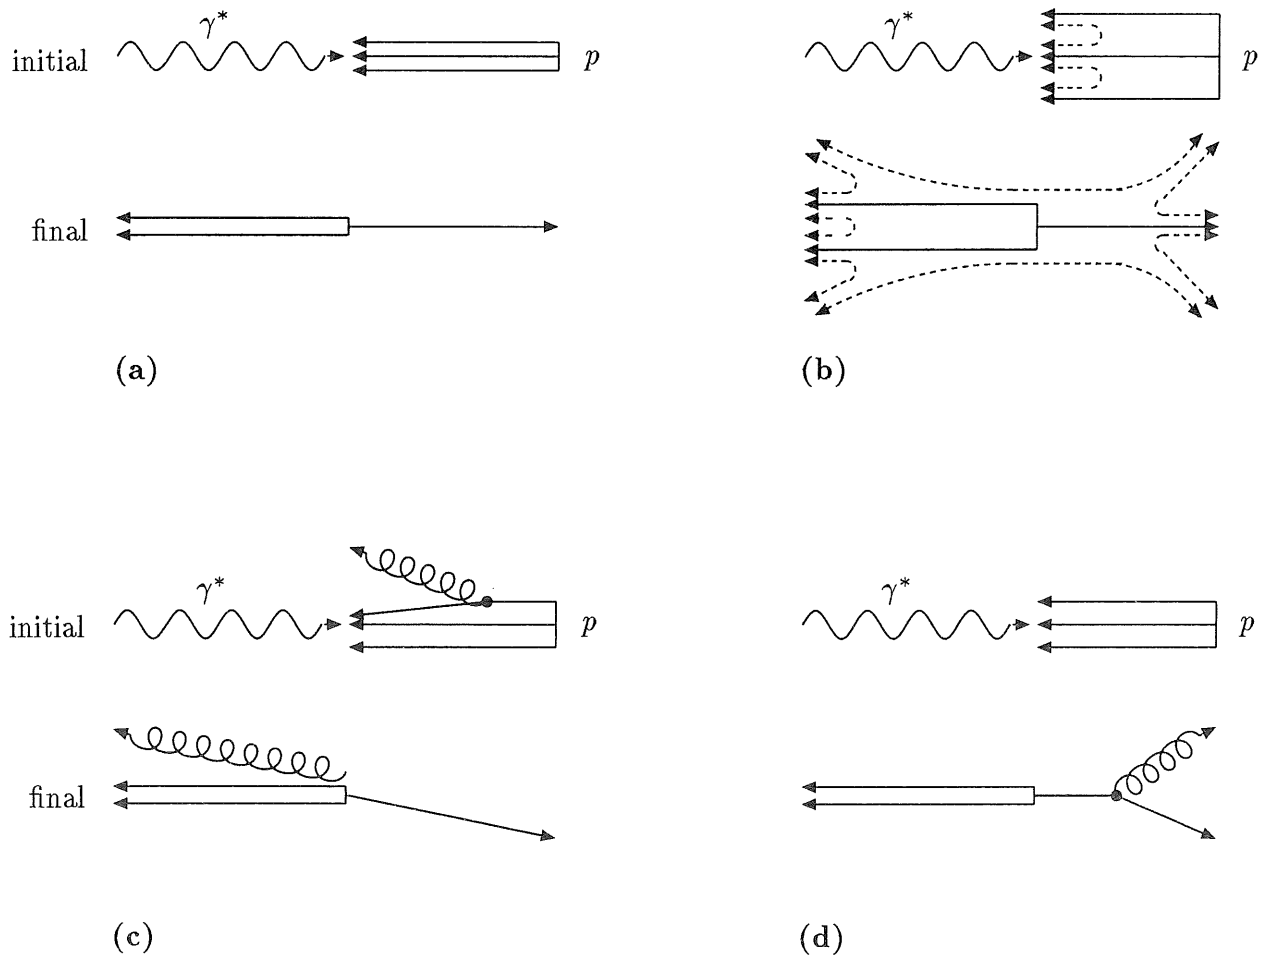 γ*
initial
p
final
(a)
γ*
p
(b)
γ*
initial
p
final
(c)
γ*
p
(d)